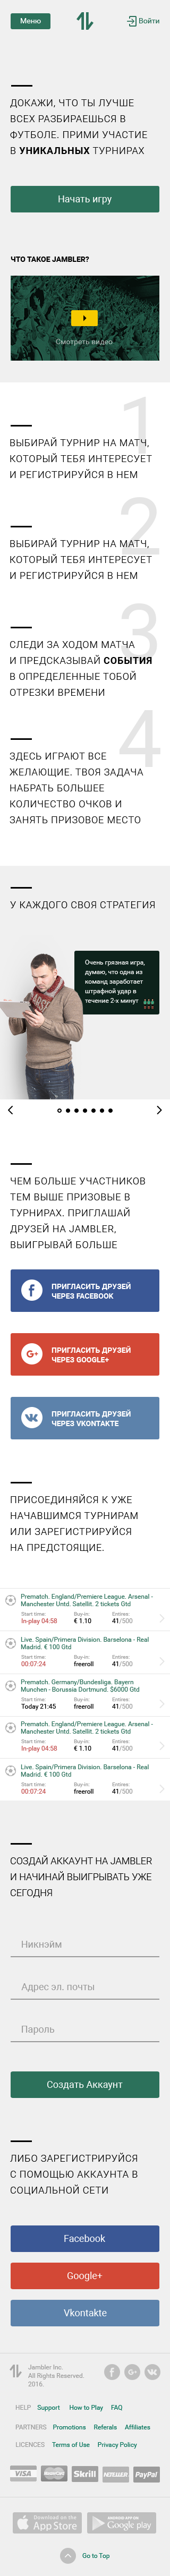 Меню
Войти
ДОКАЖИ, ЧТО ТЫ ЛУЧШЕ
ВСЕХ РАЗБИРАЕШЬСЯ В
ФУТБОЛЕ. ПРИМИ УЧАСТИЕ
В УНИКАЛЬНЫХ ТУРНИРАХ
Начать игру
ЧТО ТАКОЕ JAMBLER?
Смотреть видео
1
ВЫБИРАЙ ТУРНИР НА МАТЧ,
КОТОРЫЙ ТЕБЯ ИНТЕРЕСУЕТ
И РЕГИСТРИРУЙСЯ В НЕМ
2
ВЫБИРАЙ ТУРНИР НА МАТЧ,
КОТОРЫЙ ТЕБЯ ИНТЕРЕСУЕТ
И РЕГИСТРИРУЙСЯ В НЕМ
3
СЛЕДИ ЗА ХОДОМ МАТЧА
И ПРЕДСКАЗЫВАЙ СОБЫТИЯ
В ОПРЕДЕЛЕННЫЕ ТОБОЙ
ОТРЕЗКИ ВРЕМЕНИ
4
ЗДЕСЬ ИГРАЮТ ВСЕ
ЖЕЛАЮЩИЕ. ТВОЯ ЗАДАЧА
НАБРАТЬ БОЛЬШЕЕ
КОЛИЧЕСТВО ОЧКОВ И
ЗАНЯТЬ ПРИЗОВОЕ МЕСТО
У КАЖДОГО СВОЯ СТРАТЕГИЯ
Очень грязная игра,
думаю, что одна из
команд заработает
штрафной удар в
течение 2-х минут
ЧЕМ БОЛЬШЕ УЧАСТНИКОВ
ТЕМ ВЫШЕ ПРИЗОВЫЕ В
ТУРНИРАХ. ПРИГЛАШАЙ
ДРУЗЕЙ НА JAMBLER,
ВЫИГРЫВАЙ БОЛЬШЕ
ПРИГЛАСИТЬ ДРУЗЕЙ
ЧЕРЕЗ FACEBOOK
ПРИГЛАСИТЬ ДРУЗЕЙ
ЧЕРЕЗ GOOGLE+
ПРИГЛАСИТЬ ДРУЗЕЙ
ЧЕРЕЗ VKONTAKTE
ПРИСОЕДИНЯЙСЯ К УЖЕ
НАЧАВШИМСЯ ТУРНИРАМ
ИЛИ ЗАРЕГИСТРИРУЙСЯ
НА ПРЕДСТОЯЩИЕ.
Prematch. England/Premiere League. Arsenal -
Manchester Untd. Satellit. 2 tickets Gtd
Start time: Buy-in: Entries:
In-play 04:58 € 1.10 41/500
Live. Spain/Primera Division. Barselona - Real
Madrid. € 100 Gtd
Start time: Buy-in: Entries:
00:07:24 freeroll 41/500
Prematch. Germany/Bundesliga. Bayern
Munchen - Borussia Dortmund. $6000 Gtd
Start time: Buy-in: Entries:
Today 21:45 freeroll 41/500
Prematch. England/Premiere League. Arsenal -
Manchester Untd. Satellit. 2 tickets Gtd
Start time: Buy-in: Entries:
In-play 04:58 € 1.10 41/500
Live. Spain/Primera Division. Barselona - Real
Madrid. € 100 Gtd
Start time: Buy-in: Entries:
00:07:24 freeroll 41/500
СОЗДАЙ АККАУНТ НА JAMBLER
И НАЧИНАЙ ВЫИГРЫВАТЬ УЖЕ
СЕГОДНЯ
Никнэйм
Адрес эл. почты
Пароль
Создать Аккаунт
ЛИБО ЗАРЕГИСТРИРУЙСЯ
С ПОМОЩЬЮ АККАУНТА В
СОЦИАЛЬНОЙ СЕТИ
Facebook
Google+
Vkontakte
Jambler Inc.
All Rights Reserved.
2016.
HELP Support How to Play FAQ
PARTNERS Promotions Referals Affiliates
LICENCES Terms of Use Privacy Policy
VISA Skrill NETELLER PayPal
Download on the
App Store
ANDROID APP ON
Google play
Go to Top